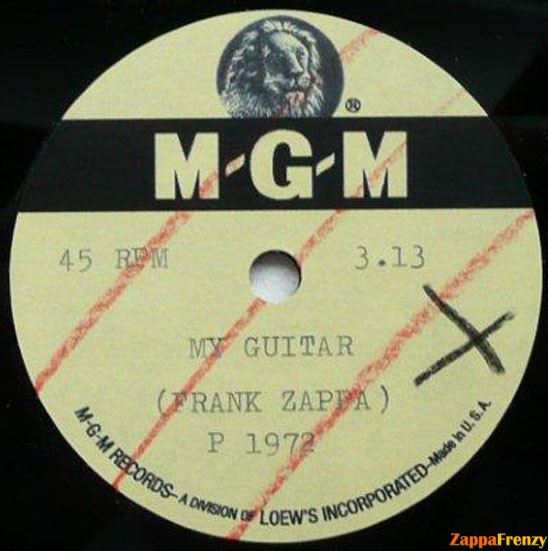 ®
M-G-M
45 RPM
3.13
MY GUITAR
(FRANK ZAPPA)
P 1972
M-G-M RECORDS—A DIVISION OF LOEW'S INCORPORATED—Made in U.S.A.
ZappaFrenzy